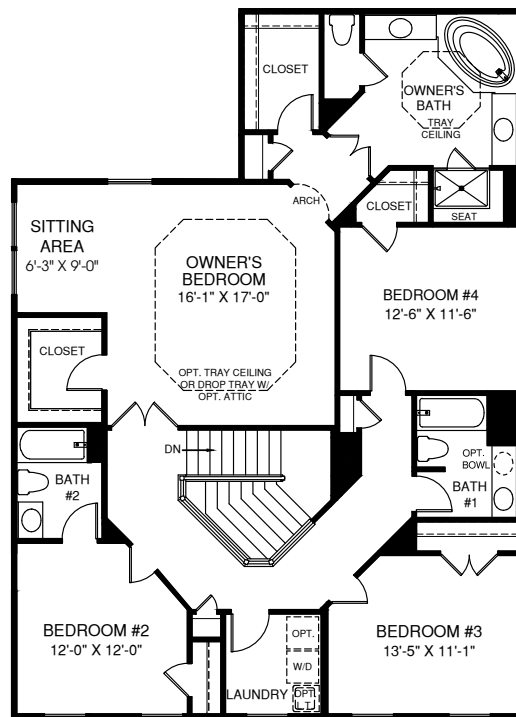 CLOSET
OWNER'S
BATH
TRAY
CEILING
ARCH
CLOSET
SEAT
SITTING
AREA
6'-3" X 9'-0"
OWNER'S
BEDROOM
16'-1" X 17'-0"
BEDROOM #4
12'-6" X 11'-6"
CLOSET
OPT. TRAY CEILING
OR DROP TRAY W/
OPT. ATTIC
DN
OPT.
BOWL
BATH
#2
BATH
#1
BEDROOM #2
12'-0" X 12'-0"
OPT.
W/D
BEDROOM #3
13'-5" X 11'-1"
LAUNDRY
OPT
L.T.